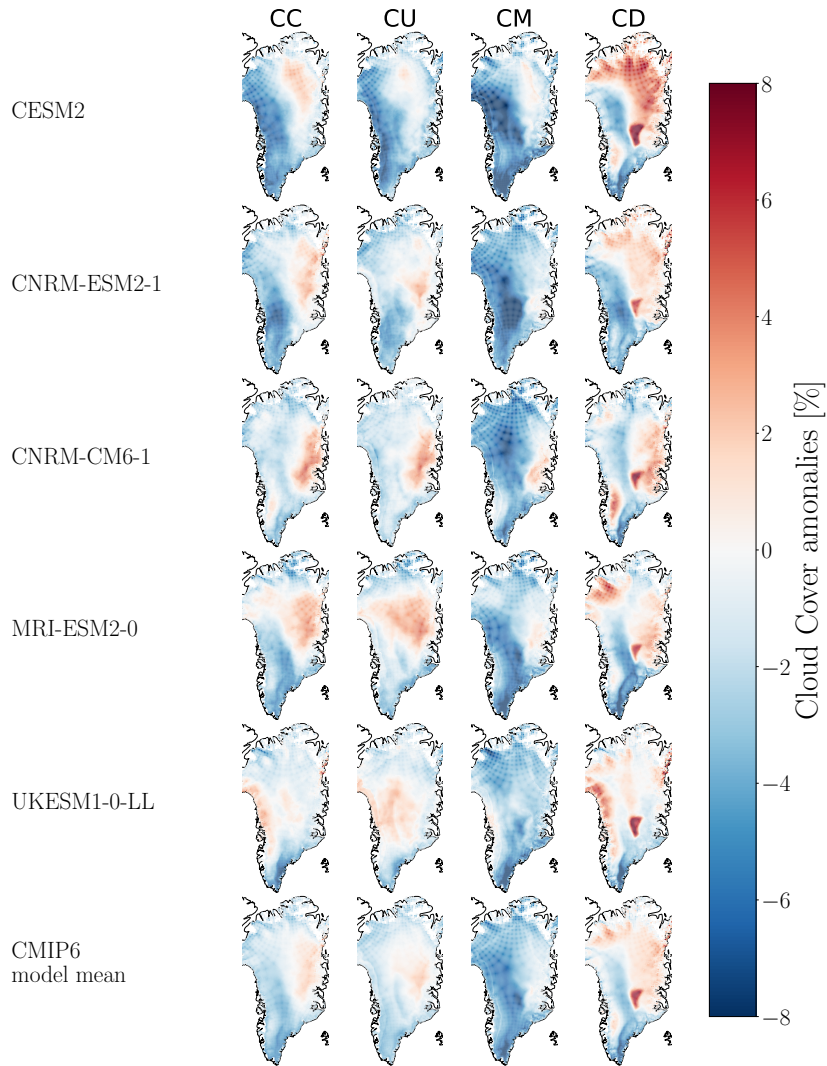 CC CU CM CD
CESM2
CNRM-ESM2-1
CNRM-CM6-1
MRI-ESM2-0
UKESM1-0-LL
CMIP6
model mean
8
6
4
2
0
−2
−4
−6
−8
Cloud Cover amonalies [%]